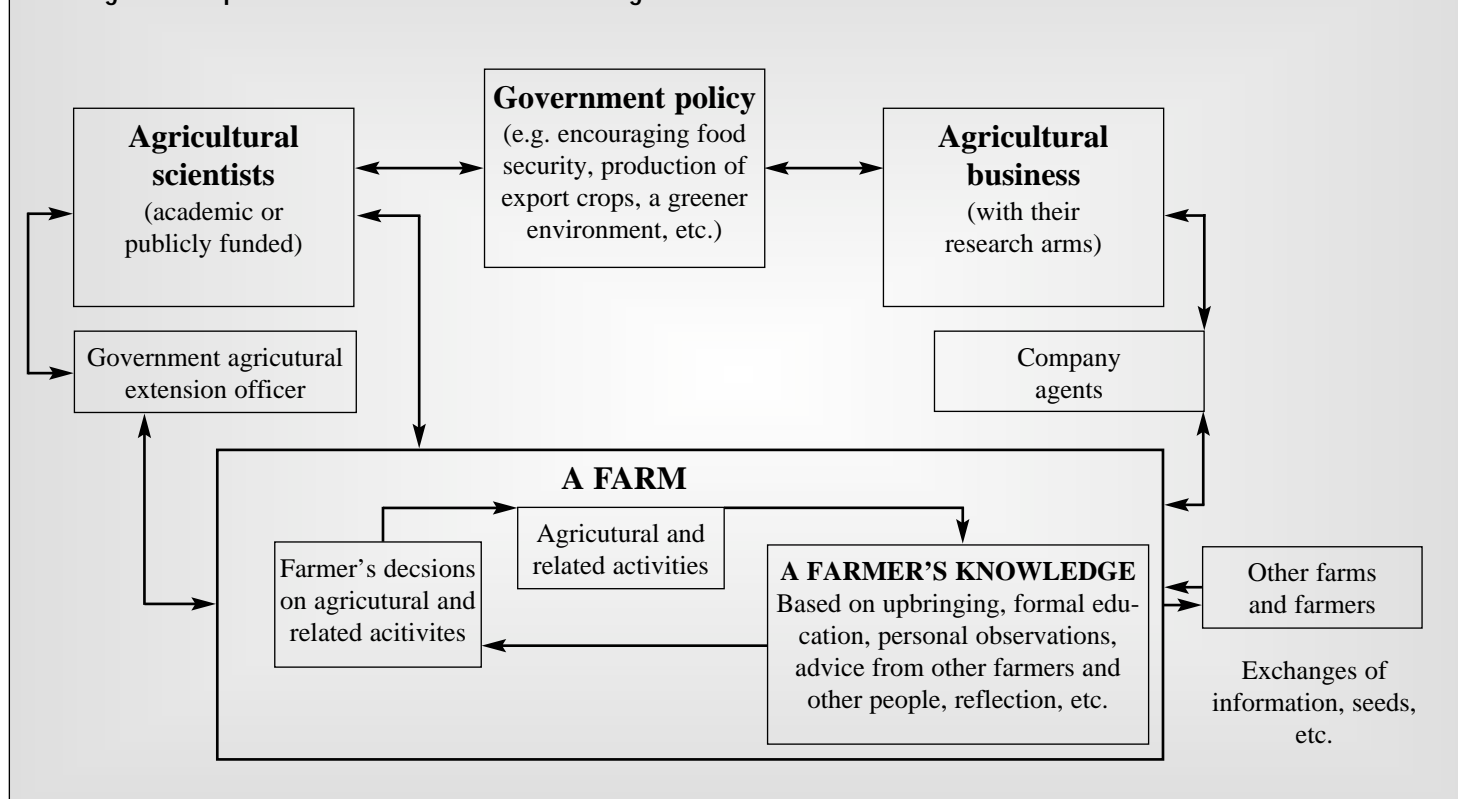 Government policy
(e.g. encouraging food
security, production of
export crops, a greener
environment, etc.)
Agricultural
scientists
(academic or
publicly funded)
Agricultural
business
(with their
research arms)
Government agricutural
extension officer
Company
agents
A FARM
Agricutural and
related activities
Farmer’s decsions
on agricutural and
related acitivites
A FARMER’S KNOWLEDGE
Based on upbringing, formal edu-
cation, personal observations,
advice from other farmers and
other people, reflection, etc.
Other farms
and farmers
Exchanges of
information, seeds,
etc.